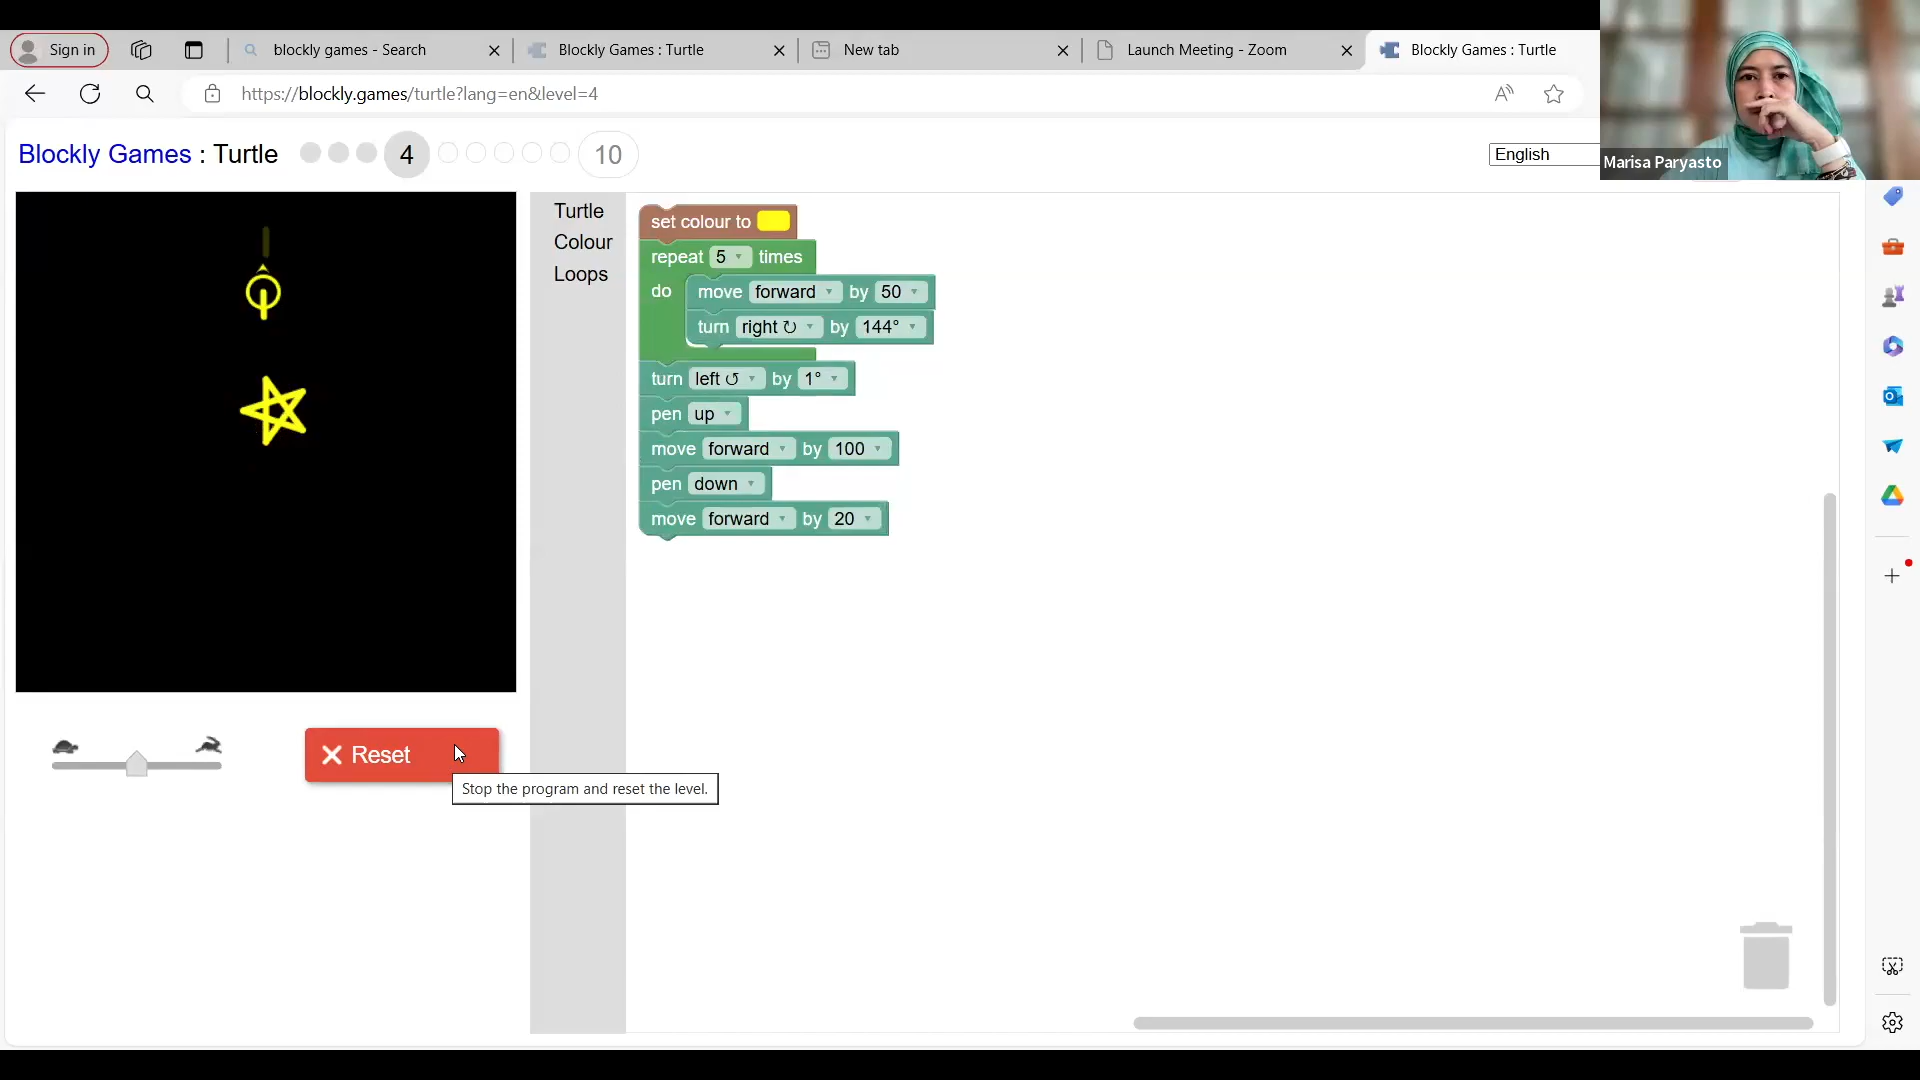 Sign in
blockly games - Search
Blockly Games : Turtle
New tab
Launch Meeting - Zoom
Blockly Games : Turtle
https://blockly.games/turtle?lang=en&level=4
Blockly Games : Turtle
4
10
English
Marisa Paryasto
Turtle
Colour
Loops
set colour to
repeat 5 times
do
move forward by 50
turn right ↻ by 144°
turn left ↺ by 1°
pen up
move forward by 100
pen down
move forward by 20
Reset
Stop the program and reset the level.